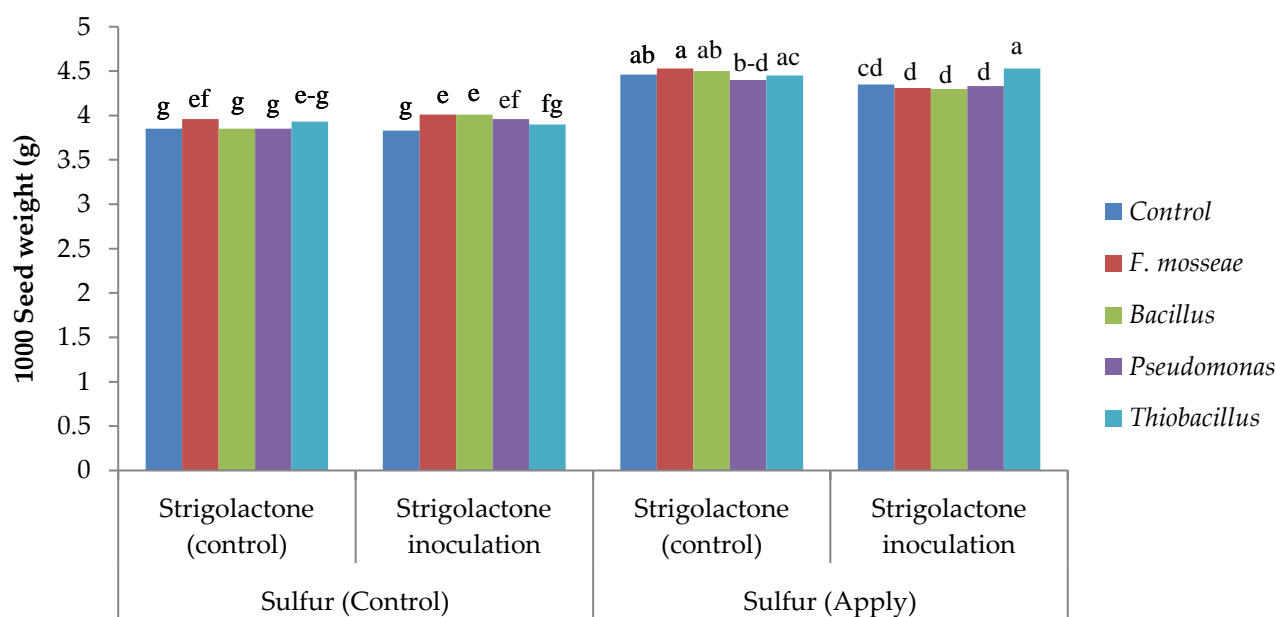 1000 Seed weight (g)
5
4.5
4
3.5
3
2.5
2
1.5
1
0.5
0
g ef g g e-g g e e ef fg ab a ab b-d ac cd d d d a
Strigolactone (control)
Strigolactone inoculation
Strigolactone (control)
Strigolactone inoculation
Sulfur (Control)
Sulfur (Apply)
Control
F. mosseae
Bacillus
Pseudomonas
Thiobacillus